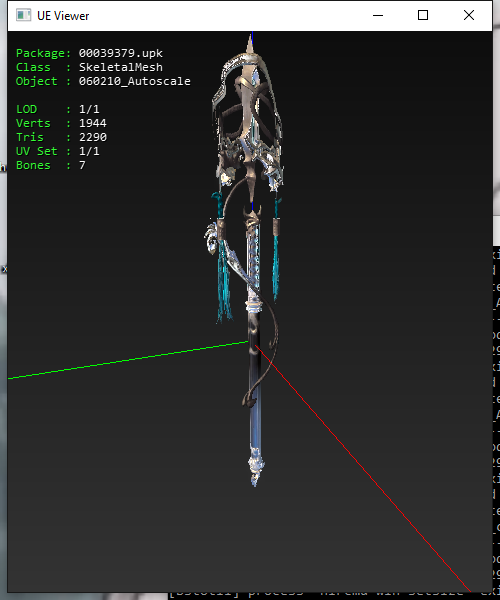 UE Viewer
Package: 00039379.upk
Class : SkeletalMesh
Object : 060210_Autoscale
LOD : 1/1
Verts : 1944
Tris : 2290
UV Set : 1/1
Bones : 7